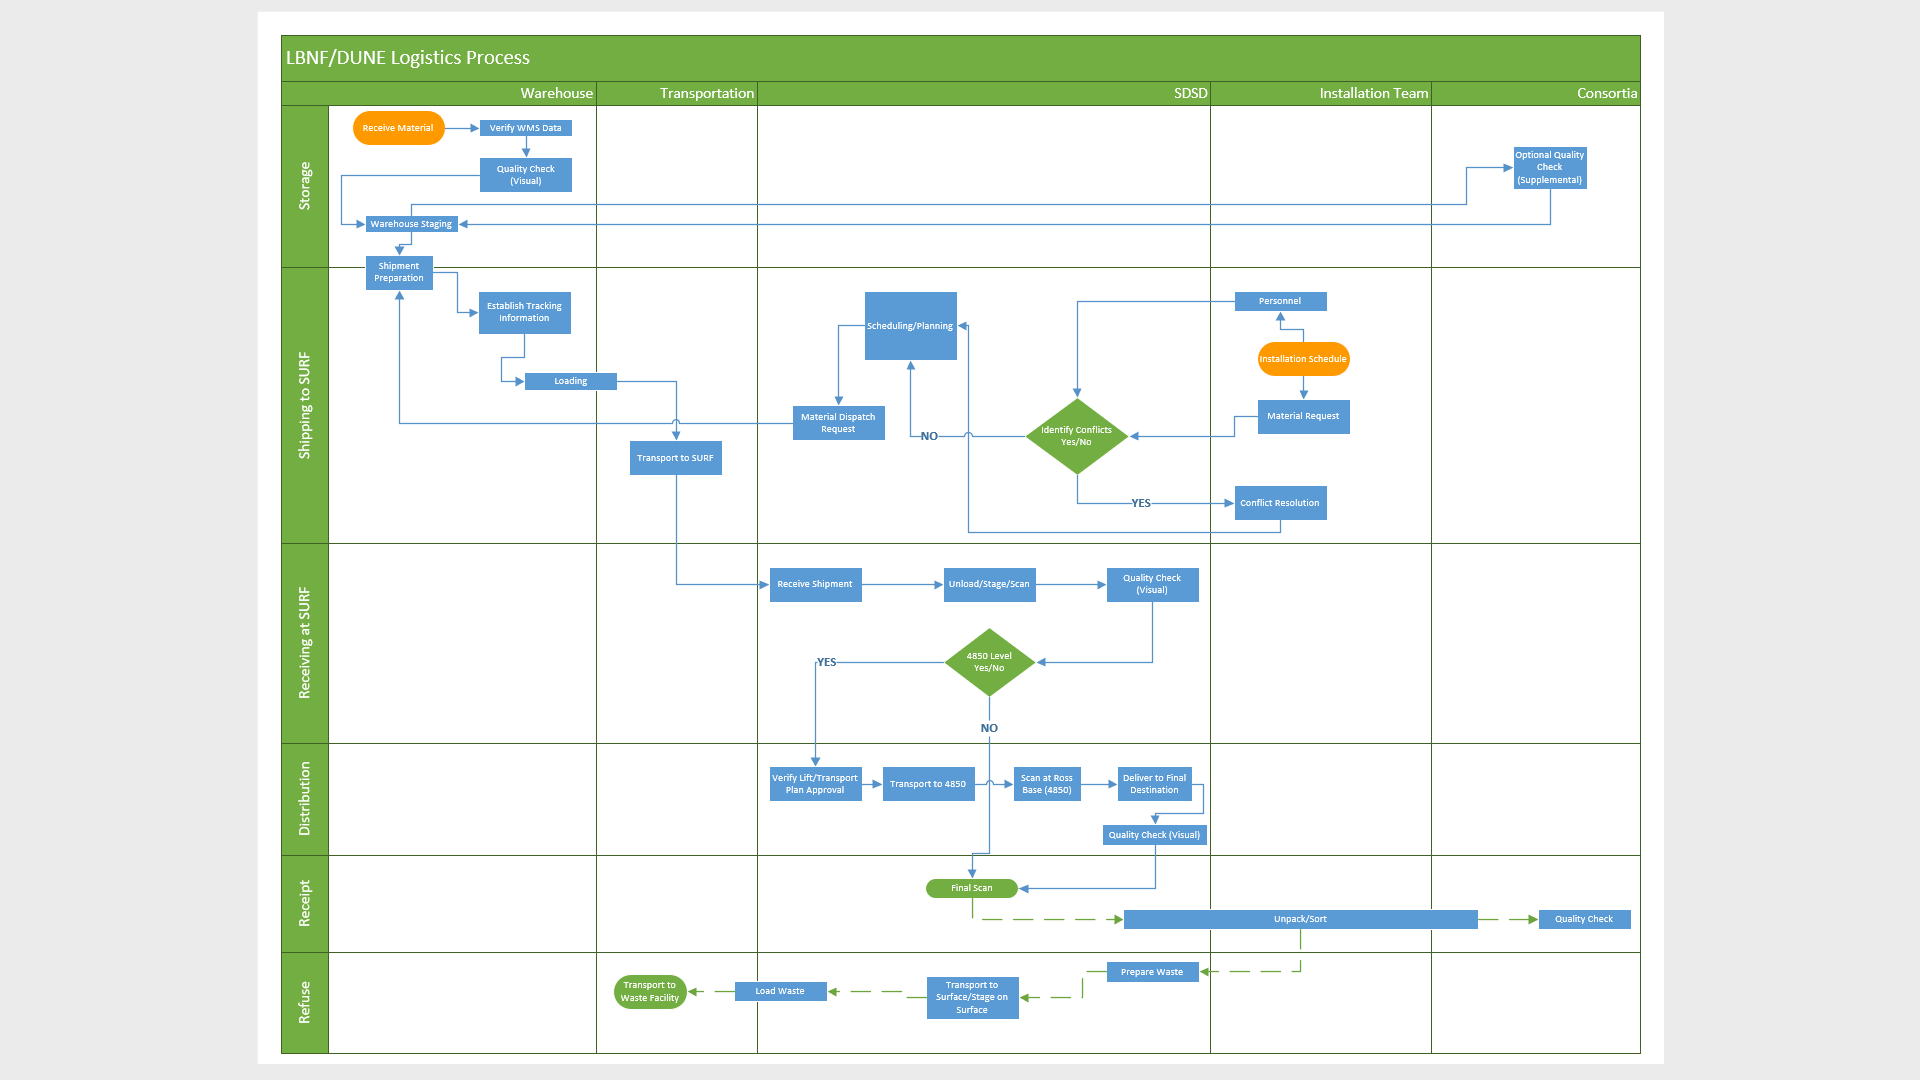 LBNF/DUNE Logistics Process
Warehouse
Transportation
SDSD
Installation Team
Consortia
Storage
Receive Material
Verify WMS Data
Quality Check
(Visual)
Optional Quality
Check
(Supplemental)
Warehouse Staging
Shipping to SURF
Shipment
Preparation
Establish Tracking
Information
Loading
Transport to SURF
Scheduling/Planning
Material Dispatch
Request
NO
Identify Conflicts
Yes/No
YES
Personnel
Installation Schedule
Material Request
Conflict Resolution
Receiving at SURF
Receive Shipment
Unload/Stage/Scan
Quality Check
(Visual)
4850 Level
Yes/No
YES
NO
Distribution
Verify Lift/Transport
Plan Approval
Transport to 4850
Scan at Ross
Base (4850)
Deliver to Final
Destination
Quality Check (Visual)
Receipt
Final Scan
Unpack/Sort
Quality Check
Refuse
Prepare Waste
Transport to
Surface/Stage on
Surface
Load Waste
Transport to
Waste Facility